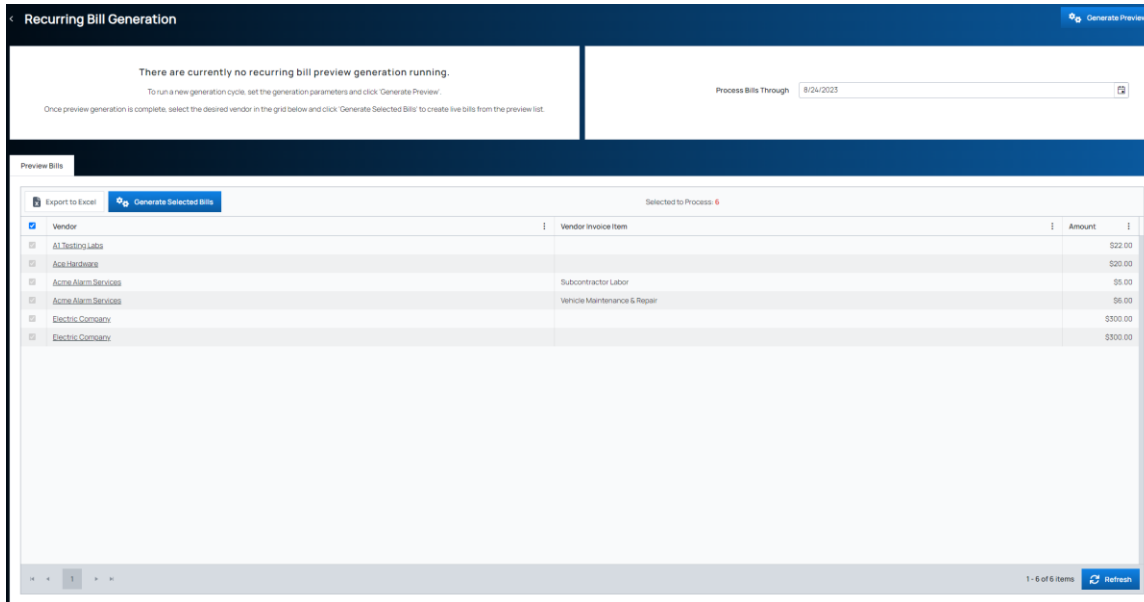 Recurring Bill Generation
Generate Preview
There are currently no recurring bill preview generation running.
To run a new generation cycle, set the generation parameters and click 'Generate Preview'.
Once preview generation is complete, select the desired vendor in the grid below and click 'Generate Selected Bills' to create live bills from the preview list.
Process Bills Through 8/24/2023
Preview Bills
Export to Excel Generate Selected Bills Selected to Process: 6
Vendor Vendor Invoice Item Amount
A1 Testing Labs $22.00
Ace Hardware $20.00
Acme Alarm Services Subcontractor Labor $5.00
Acme Alarm Services Vehicle Maintenance & Repair $6.00
Electric Company $300.00
Electric Company $300.00
1 1 - 6 of 6 items Refresh